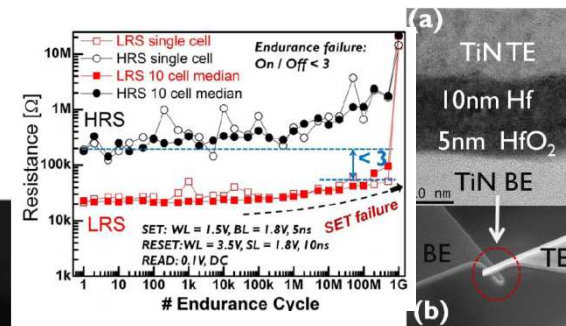 20M
10M
1M
100k
10k
1k
Resistance [Ω]
LRS single cell
HRS single cell
LRS 10 cell median
HRS 10 cell median
Endurance failure:
On / Off < 3
HRS
< 3
LRS
SET failure
SET: WL = 1.5V, BL = 1.8V, 5ns
RESET:WL = 3.5V, SL = 1.8V, 10ns
READ: 0.1V, DC
1 10 100 1k 10k 100k 1M 10M 100M 1G
# Endurance Cycle
(a)
TiN TE
10nm Hf
5nm HfO₂
TiN BE
BE
TE
(b)